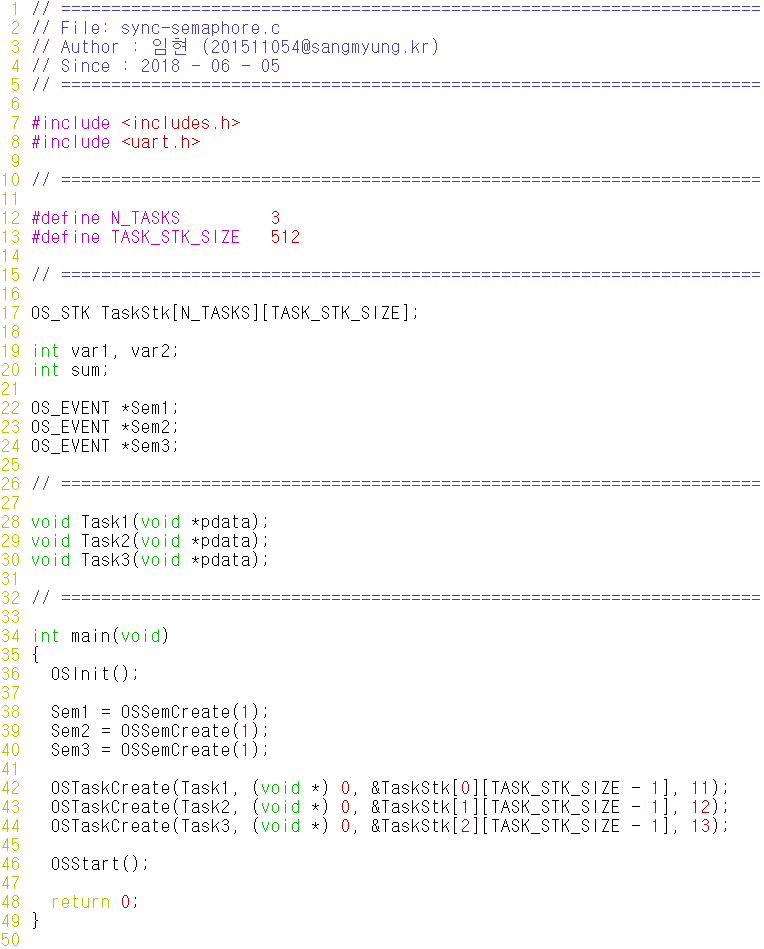 1 // ======================================================================
2 // File: sync-semaphore.c
3 // Author : 임현 (201511054@sangmyung.kr)
4 // Since : 2018 - 06 - 05
5 // ======================================================================
6
7 #include <includes.h>
8 #include <uart.h>
9
10 // ======================================================================
11
12 #define N_TASKS         3
13 #define TASK_STK_SIZE   512
14
15 // ======================================================================
16
17 OS_STK TaskStk[N_TASKS][TASK_STK_SIZE];
18
19 int var1, var2;
20 int sum;
21
22 OS_EVENT *Sem1;
23 OS_EVENT *Sem2;
24 OS_EVENT *Sem3;
25
26 // ======================================================================
27
28 void Task1(void *pdata);
29 void Task2(void *pdata);
30 void Task3(void *pdata);
31
32 // ======================================================================
33
34 int main(void)
35 {
36   OSInit();
37
38   Sem1 = OSSemCreate(1);
39   Sem2 = OSSemCreate(1);
40   Sem3 = OSSemCreate(1);
41
42   OSTaskCreate(Task1, (void *) 0, &TaskStk[0][TASK_STK_SIZE - 1], 11);
43   OSTaskCreate(Task2, (void *) 0, &TaskStk[1][TASK_STK_SIZE - 1], 12);
44   OSTaskCreate(Task3, (void *) 0, &TaskStk[2][TASK_STK_SIZE - 1], 13);
45
46   OSStart();
47
48   return 0;
49 }
50